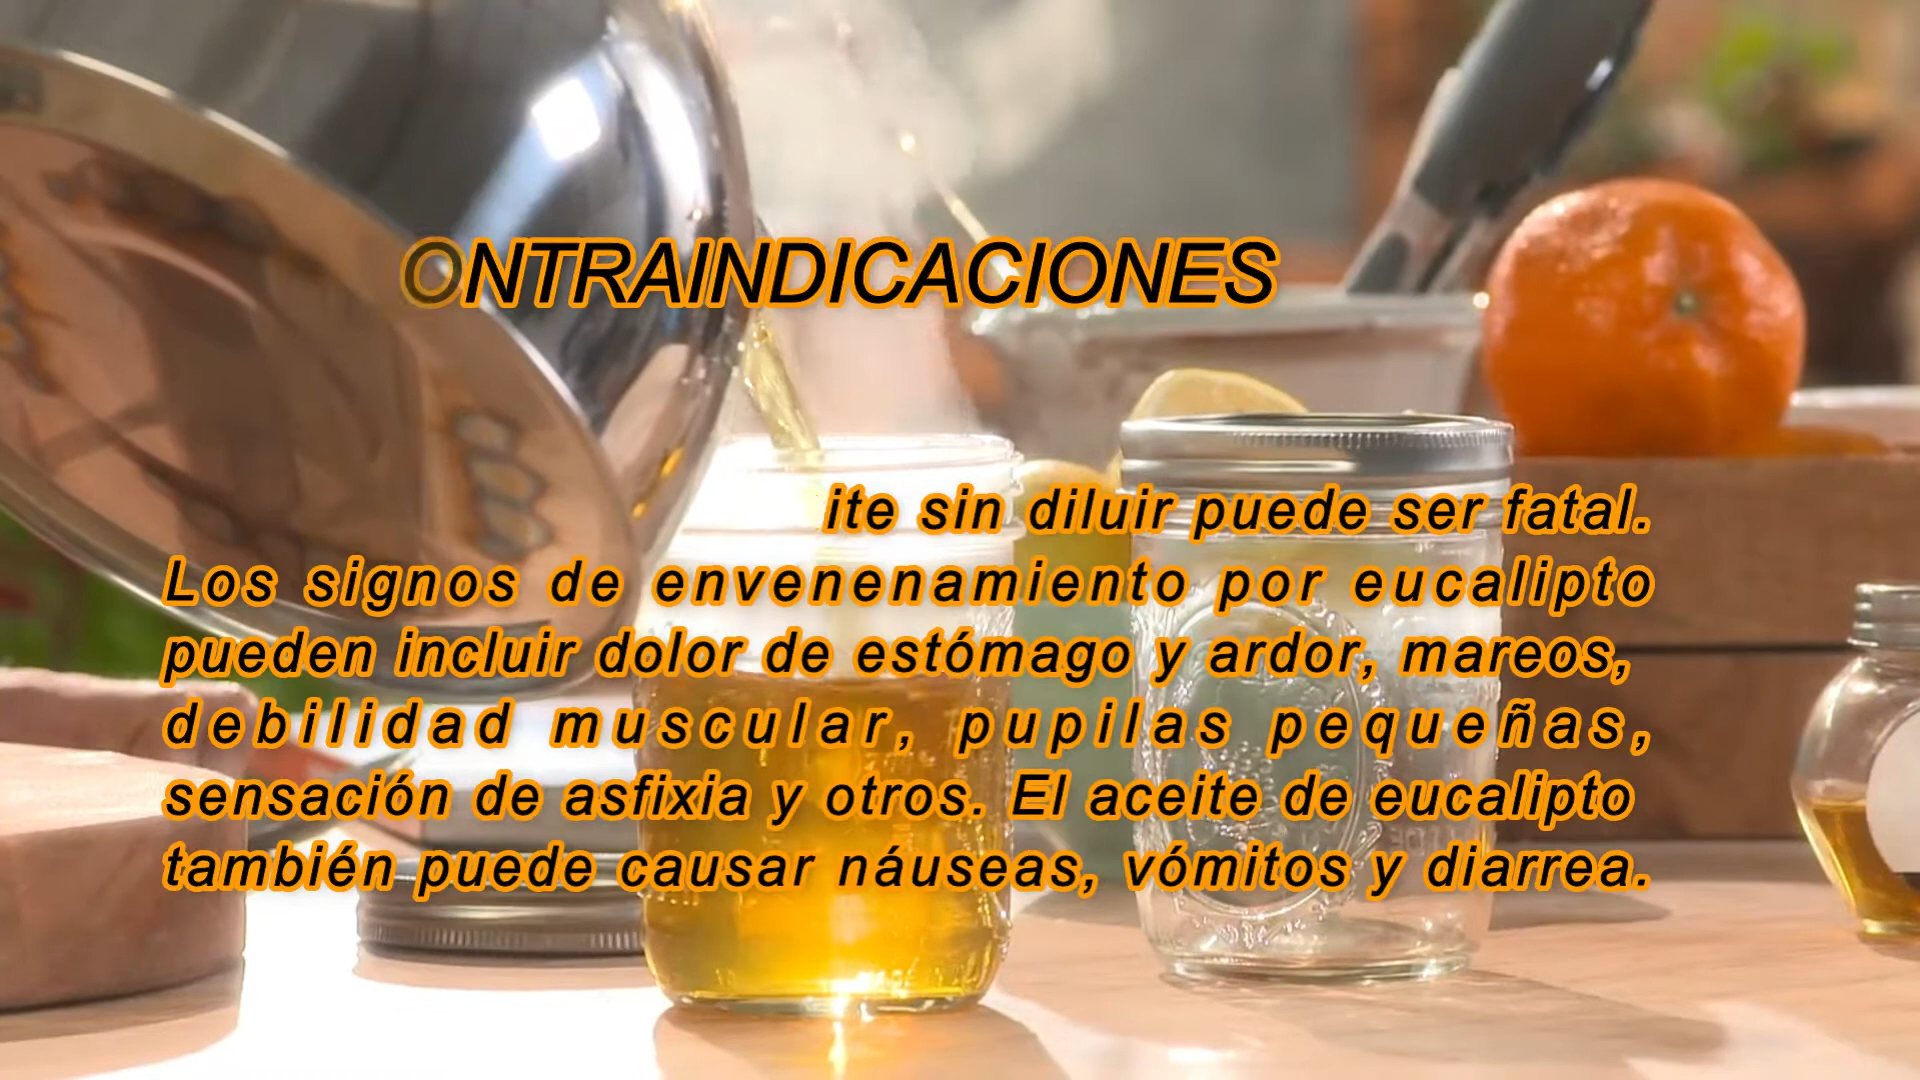 ONTRAINDICACIONES
ite sin diluir puede ser fatal.
Los signos de envenenamiento por eucalipto
pueden incluir dolor de estómago y ardor, mareos,
debilidad muscular, pupilas pequeñas,
sensación de asfixia y otros. El aceite de eucalipto
también puede causar náuseas, vómitos y diarrea.